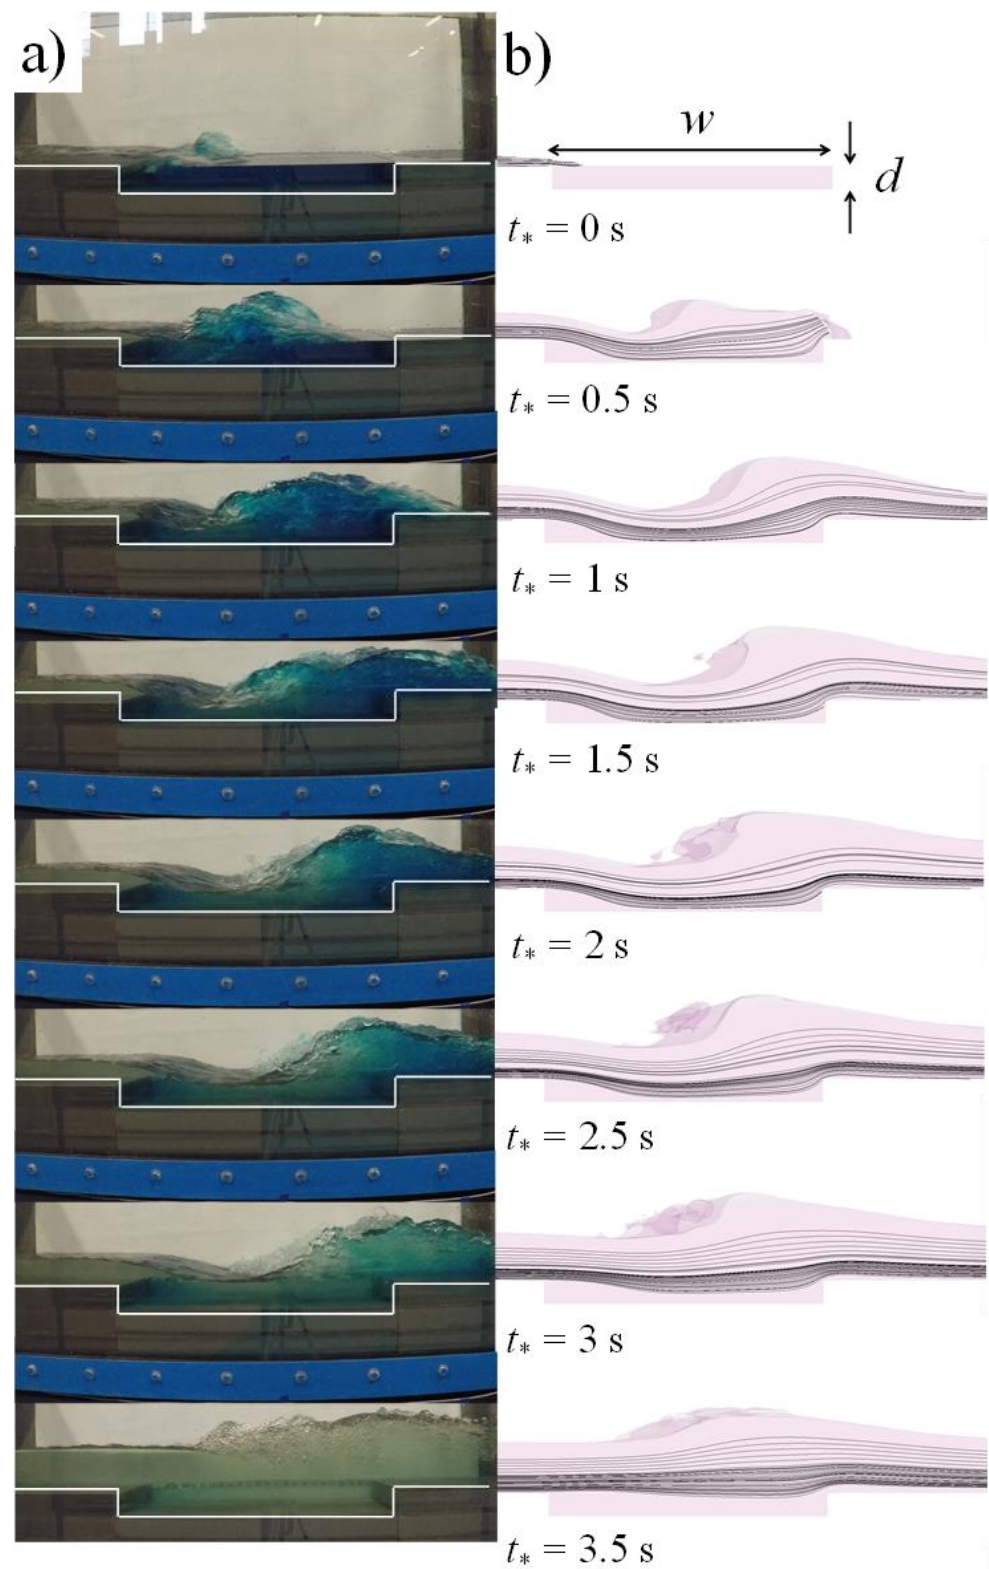 a)
b)
w
d
t* = 0 s
t* = 0.5 s
t* = 1 s
t* = 1.5 s
t* = 2 s
t* = 2.5 s
t* = 3 s
t* = 3.5 s